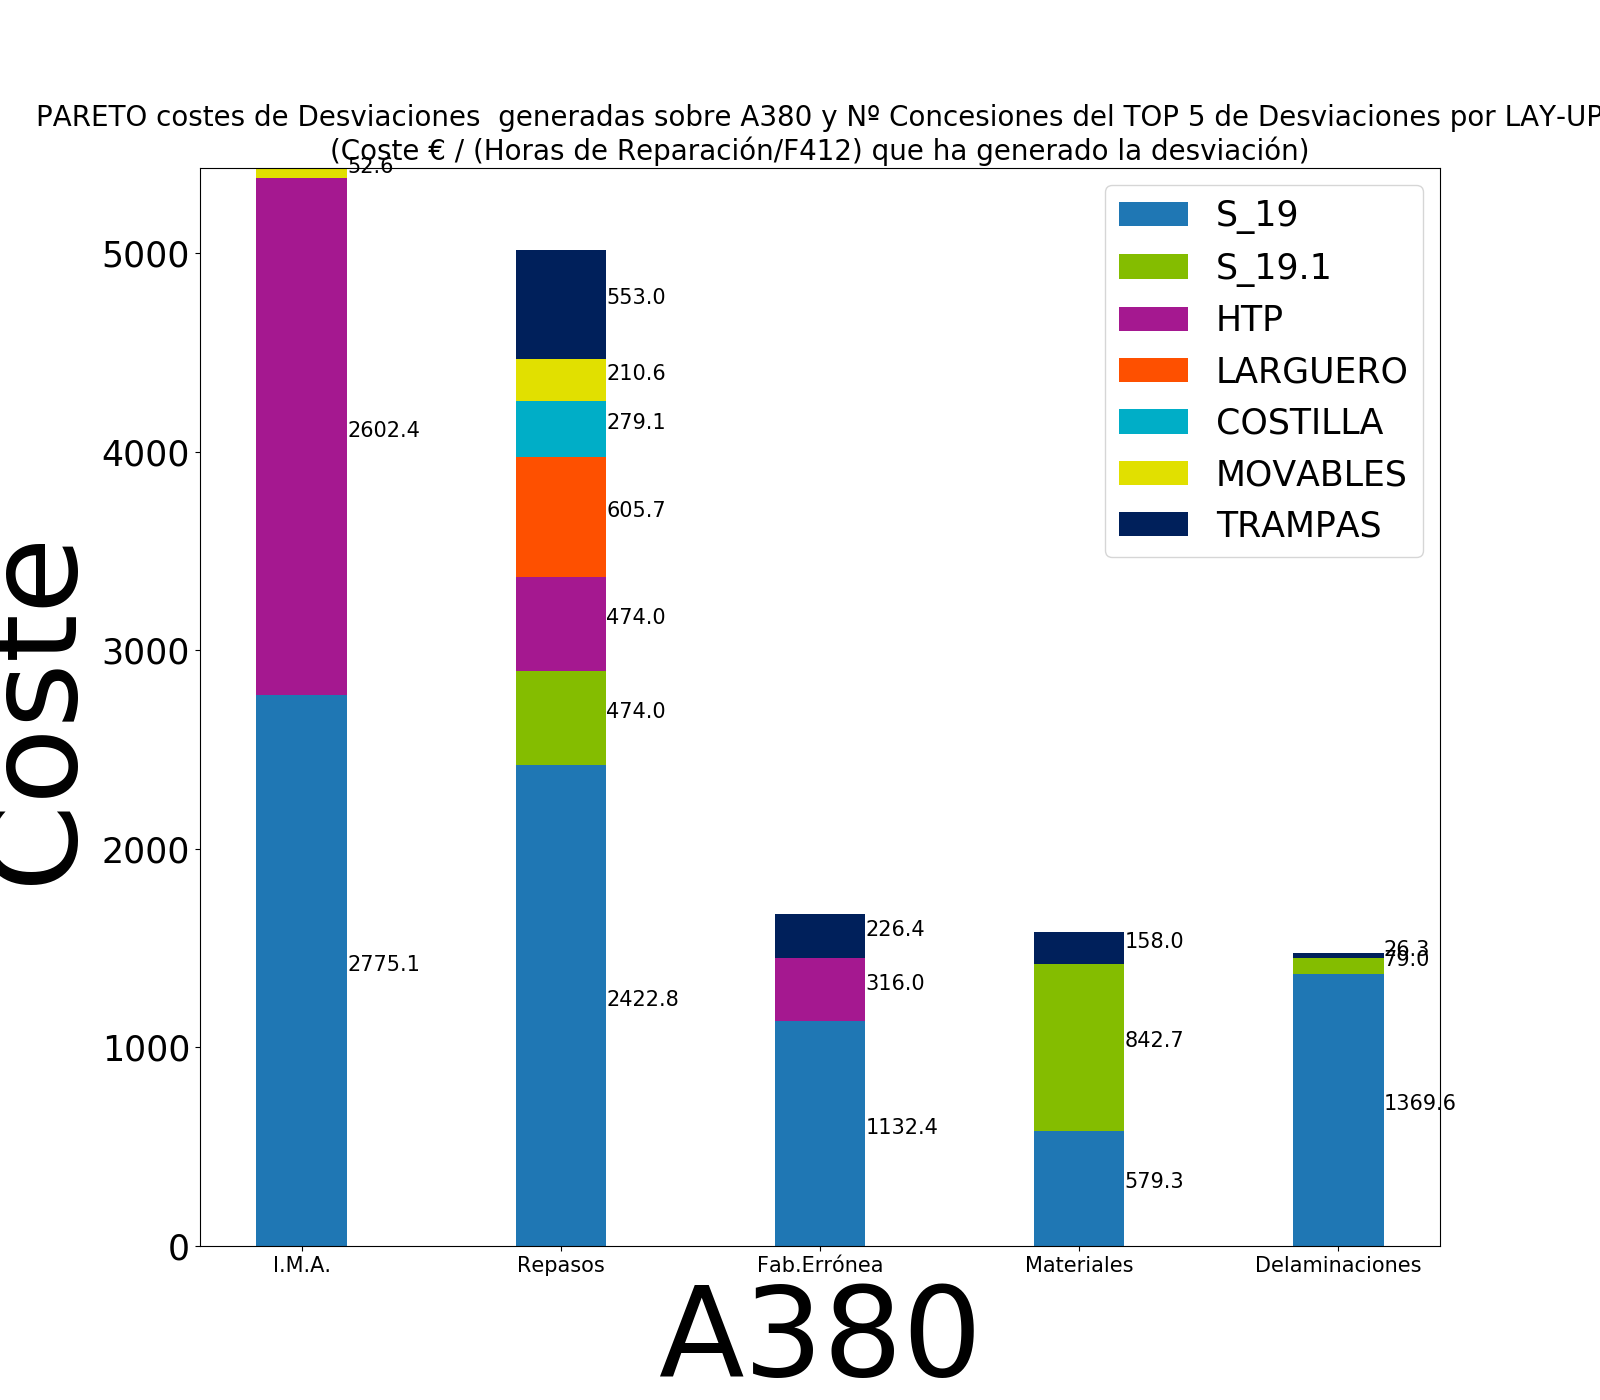 PARETO costes de Desviaciones  generadas sobre A380 y Nº Concesiones del TOP 5 de Desviaciones por LAY-UP
(Coste € / (Horas de Reparación/F412) que ha generado la desviación)
52.6
S_19
5000
S_19.1
553.0
HTP
210.6
LARGUERO
279.1
COSTILLA
2602.4
4000
MOVABLES
605.7
TRAMPAS
474.0
3000
474.0
Coste
2000
226.4
158.0
26.3
79.0
2775.1
316.0
2422.8
842.7
1000
1369.6
1132.4
579.3
0
I.M.A.
Repasos
Fab.Errónea
Materiales
Delaminaciones
A380